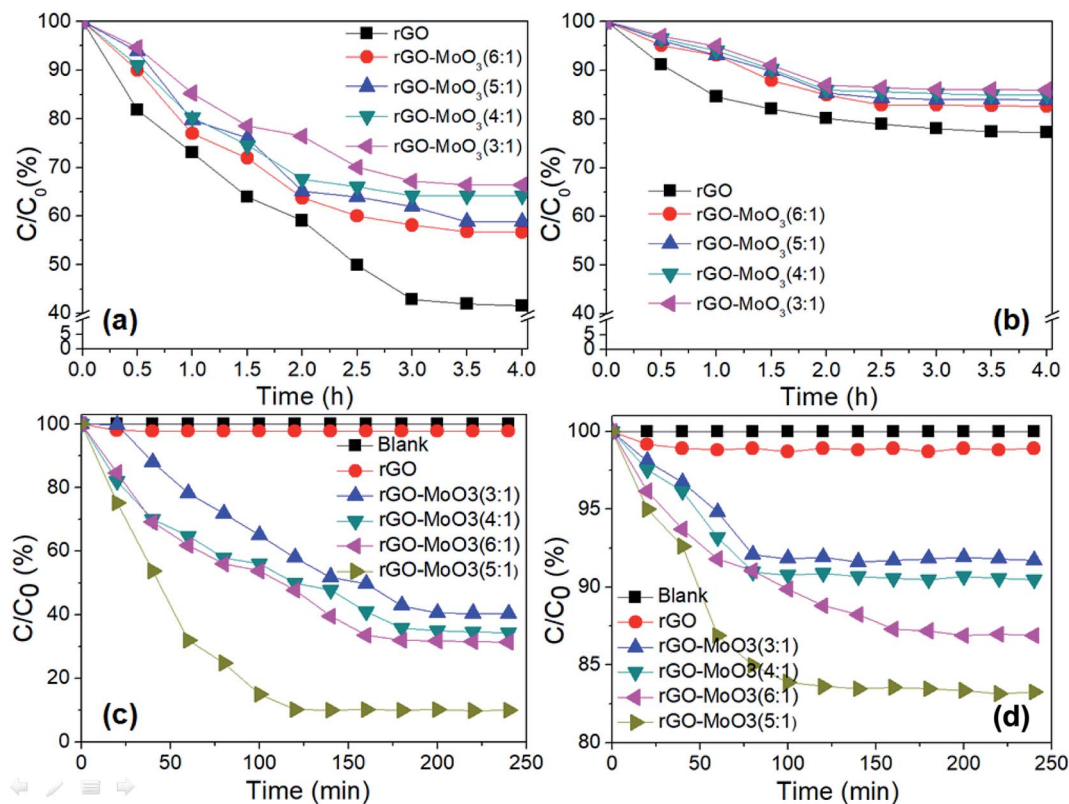 100
90
80
70
60
50
40
5
0
C/C₀(%)
rGO
rGO-MoO₃(6:1)
rGO-MoO₃(5:1)
rGO-MoO₃(4:1)
rGO-MoO₃(3:1)
(a)
0.0 0.5 1.0 1.5 2.0 2.5 3.0 3.5 4.0
Time (h)
100
90
80
70
60
50
40
5
0
C/C₀(%)
rGO
rGO-MoO₃(6:1)
rGO-MoO₃(5:1)
rGO-MoO₃(4:1)
rGO-MoO₃(3:1)
(b)
0.0 0.5 1.0 1.5 2.0 2.5 3.0 3.5 4.0
Time (h)
100
80
60
40
20
0
C/C0 (%)
Blank
rGO
rGO-MoO3(3:1)
rGO-MoO3(4:1)
rGO-MoO3(6:1)
rGO-MoO3(5:1)
(c)
0 50 100 150 200 250
Time (min)
100
95
90
85
80
C/C0 (%)
Blank
rGO
rGO-MoO3(3:1)
rGO-MoO3(4:1)
rGO-MoO3(6:1)
rGO-MoO3(5:1)
(d)
0 50 100 150 200 250
Time (min)